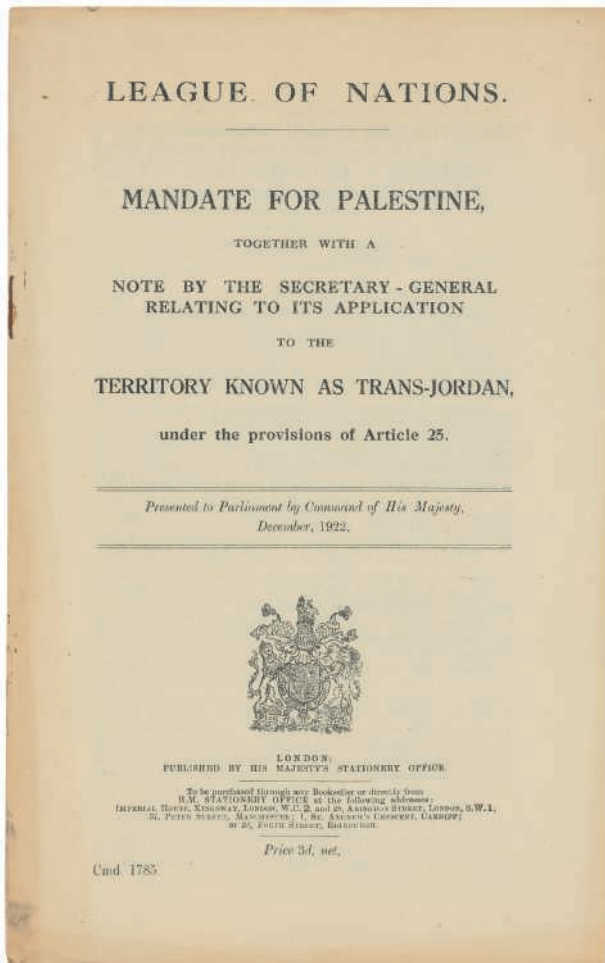 LEAGUE OF NATIONS.
MANDATE FOR PALESTINE,
TOGETHER WITH A
NOTE BY THE SECRETARY - GENERAL
RELATING TO ITS APPLICATION
TO THE
TERRITORY KNOWN AS TRANS-JORDAN,
under the provisions of Article 25.
Presented to Parliament by Command of His Majesty,
December, 1922.
LONDON:
PUBLISHED BY HIS MAJESTY'S STATIONERY OFFICE.
To be purchased through any Bookseller or directly from
H.M. STATIONERY OFFICE at the following addresses:
IMPERIAL HOUSE, KINGSWAY, LONDON, W.C. 2, and 28, ABINGDON STREET, LONDON, S.W. 1,
37, PETER STREET, MANCHESTER; 1, ST. ANDREW'S CRESCENT, CARDIFF;
or 23, FORTH STREET, EDINBURGH.
Price 3d. net.
Cmd. 1785